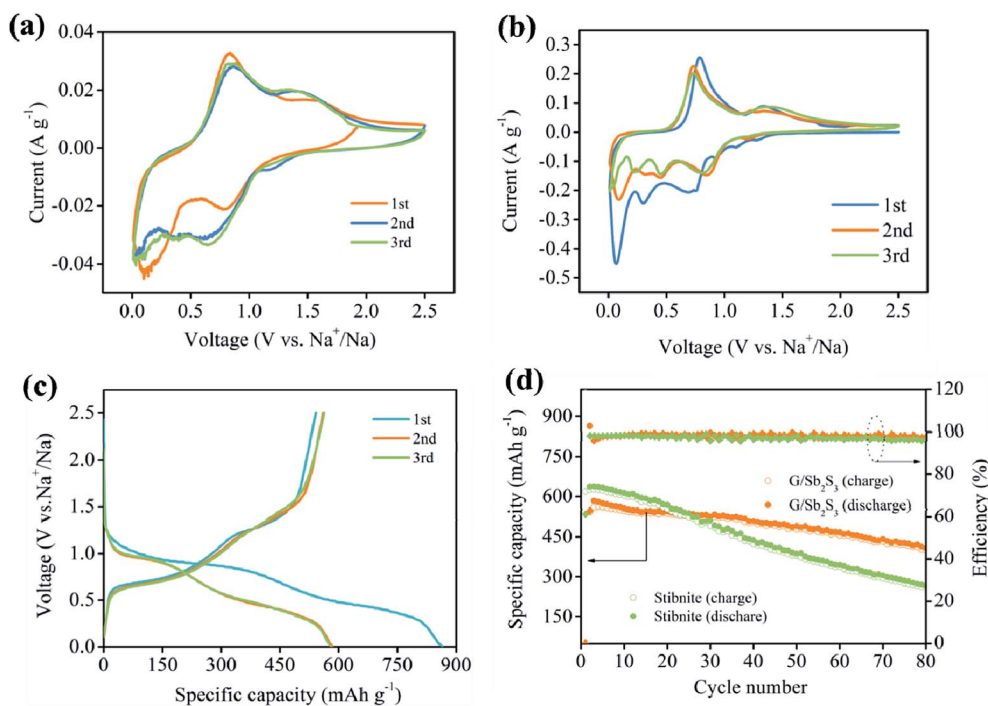 (a)
0.04
0.02
0.00
-0.02
-0.04
Current (A g⁻¹)
1st
2nd
3rd
0.0 0.5 1.0 1.5 2.0 2.5
Voltage (V vs. Na⁺/Na)
(b)
0.3
0.2
0.1
0.0
-0.1
-0.2
-0.3
-0.4
-0.5
Current (A g⁻¹)
1st
2nd
3rd
0.0 0.5 1.0 1.5 2.0 2.5
Voltage (V vs. Na⁺/Na)
(c)
2.5
2.0
1.5
1.0
0.5
0.0
Voltage (V vs.Na⁺/Na)
1st
2nd
3rd
0 150 300 450 600 750 900
Specific capacity (mAh g⁻¹)
(d)
900
750
600
450
300
150
Specific capacity (mAh g⁻¹)
120
100
80
60
40
20
0
Efficiency (%)
G/Sb₂S₃ (charge)
G/Sb₂S₃ (discharge)
Stibnite (charge)
Stibnite (dischare)
0 10 20 30 40 50 60 70 80
Cycle number